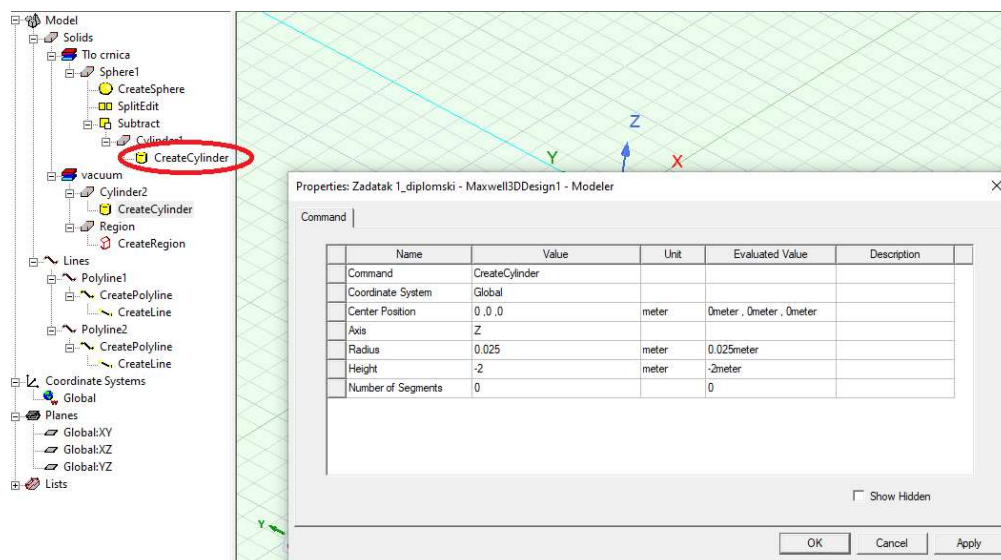 Model
Solids
Tlo crnica
Sphere1
CreateSphere
SplitEdit
Subtract
Cylinder1
CreateCylinder
vacuum
Cylinder2
CreateCylinder
Region
CreateRegion
Lines
Polyline1
CreatePolyline
CreateLine
Polyline2
CreatePolyline
CreateLine
Coordinate Systems
Global
Planes
Global:XY
Global:XZ
Global:YZ
Lists
Z
Y
X
Properties: Zadatak 1_diplomski - Maxwell3DDesign1 - Modeler
Command
Name Value Unit Evaluated Value Description
Command CreateCylinder
Coordinate System Global
Center Position 0 ,0 ,0 meter 0meter , 0meter , 0meter
Axis Z
Radius 0.025 meter 0.025meter
Height -2 meter -2meter
Number of Segments 0 0
Show Hidden
Y
OK Cancel Apply